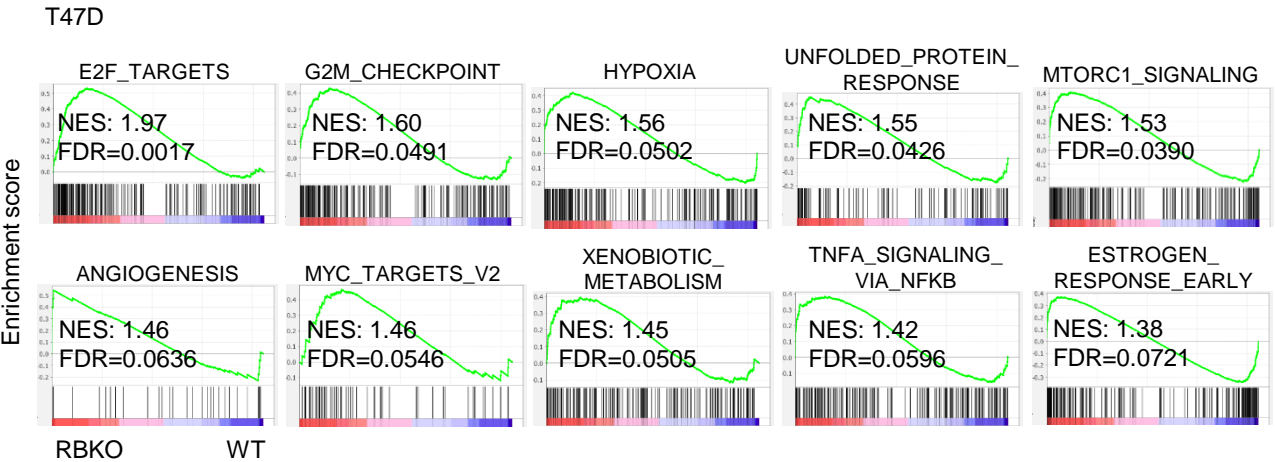 T47D
Enrichment score
E2F_TARGETS
NES: 1.97
FDR=0.0017
G2M_CHECKPOINT
NES: 1.60
FDR=0.0491
HYPOXIA
NES: 1.56
FDR=0.0502
UNFOLDED_PROTEIN_
RESPONSE
NES: 1.55
FDR=0.0426
MTORC1_SIGNALING
NES: 1.53
FDR=0.0390
ANGIOGENESIS
NES: 1.46
FDR=0.0636
MYC_TARGETS_V2
NES: 1.46
FDR=0.0546
XENOBIOTIC_
METABOLISM
NES: 1.45
FDR=0.0505
TNFA_SIGNALING_
VIA_NFKB
NES: 1.42
FDR=0.0596
ESTROGEN_
RESPONSE_EARLY
NES: 1.38
FDR=0.0721
RBKO WT